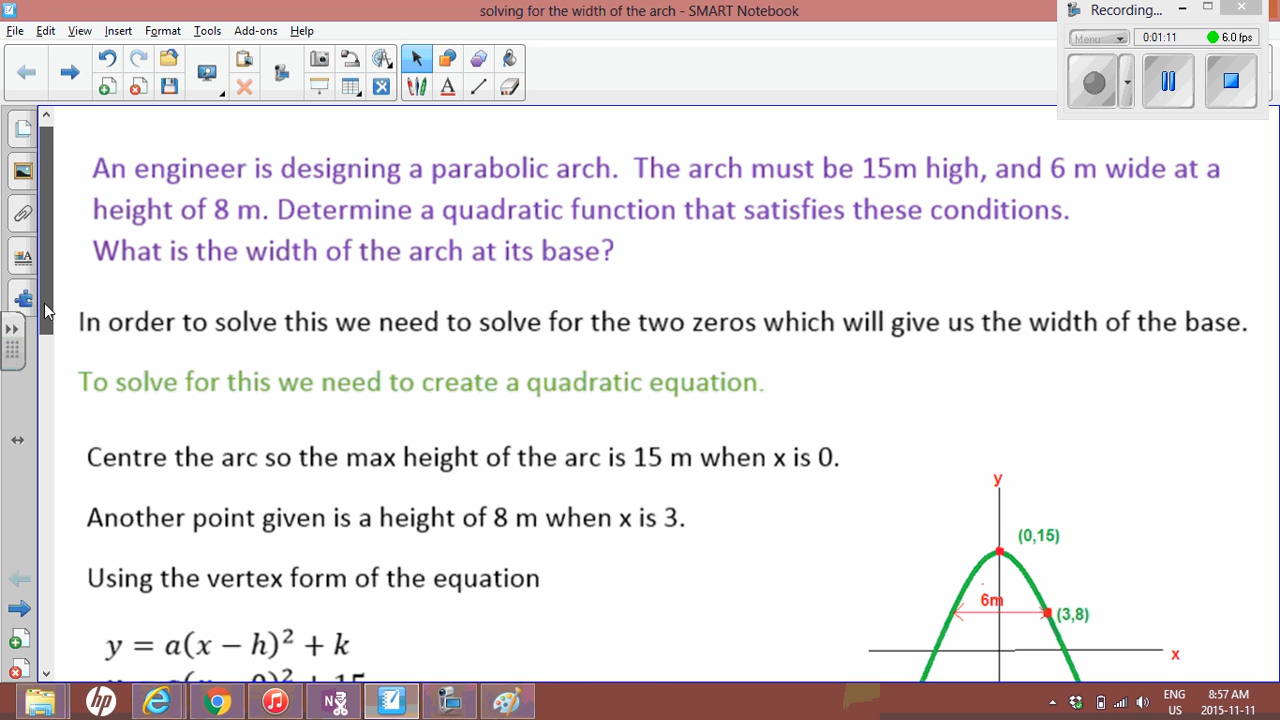 solving for the width of the arch - SMART Notebook
Recording...
File Edit View Insert Format Tools Add-ons Help
Menu 0:01:11 6.0 fps
An engineer is designing a parabolic arch. The arch must be 15m high, and 6 m wide at a
height of 8 m. Determine a quadratic function that satisfies these conditions.
What is the width of the arch at its base?
In order to solve this we need to solve for the two zeros which will give us the width of the base.
To solve for this we need to create a quadratic equation.
Centre the arc so the max height of the arc is 15 m when x is 0.
Another point given is a height of 8 m when x is 3.
Using the vertex form of the equation
y = a(x − h)² + k
y
(0,15)
6m
(3,8)
x
ENG 8:57 AM
US 2015-11-11